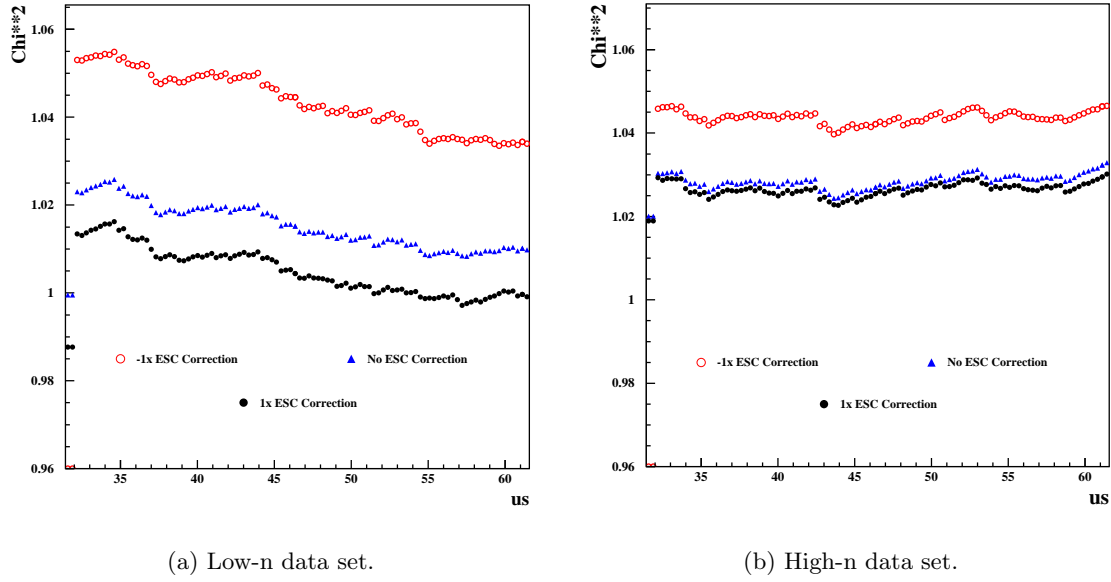 Chi**2
1.06
1.04
1.02
1
0.98
0.96
-1x ESC Correction
No ESC Correction
1x ESC Correction
35 40 45 50 55 60
us
(a) Low-n data set.
Chi**2
1.06
1.04
1.02
1
0.98
0.96
-1x ESC Correction
No ESC Correction
1x ESC Correction
35 40 45 50 55 60
us
(b) High-n data set.